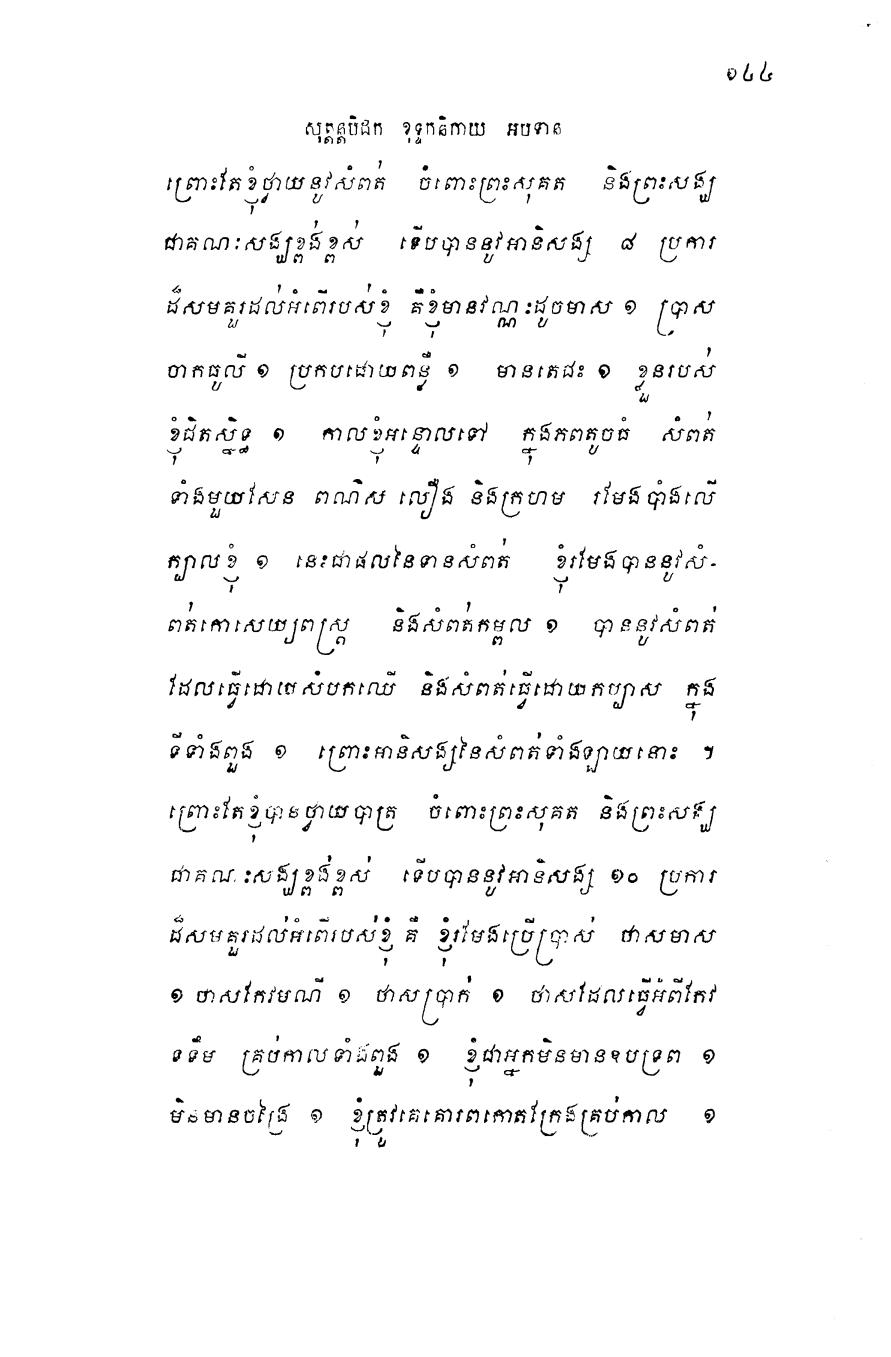 ១៤៤
សុត្តន្តបិដក ខុទ្ទកនិកាយ អបទាន
ព្រោះតែខ្ញុំថ្វាយនូវសំពត់ ចំពោះព្រះសុគត និងព្រះសង្ឃ
ជាគណៈសង្ឃខ្ពង់ខ្ពស់ ទើបបាននូវអានិសង្ស ៨ ប្រការ
ដ៏សមគួរដល់អំពើរបស់ខ្ញុំ គឺខ្ញុំមានវណ្ណៈដូចមាស ១ ប្រាស
ចាកធូលី ១ ប្រកបដោយពន្លឺ ១ មានតេជះ ១ ខ្លួនរបស់
ខ្ញុំជិតស្និទ្ធ ១ កាលខ្ញុំអន្ទោលទៅ ក្នុងភពតូចធំ សំពត់
ទាំងមួយសែន ពណ៌ស លឿង និងក្រហម រមែងបាំងលើ
ក្បាលខ្ញុំ ១ នេះជាផលនៃទានសំពត់ ខ្ញុំរមែងបាននូវសំ-
ពត់កោសេយ្យពស្ត្រ និងសំពត់កម្ពល ១ បាននូវសំពត់
ដែលធ្វើដោយសំបកឈើ និងសំពត់ធ្វើដោយកប្បាស ក្នុង
ទីទាំងពួង ១ ព្រោះអានិសង្សនៃសំពត់ទាំងឡាយនោះ ។
ព្រោះតែខ្ញុំបានថ្វាយបាត្រ ចំពោះព្រះសុគត និងព្រះសង្ឃ
ជាគណៈសង្ឃខ្ពង់ខ្ពស់ ទើបបាននូវអានិសង្ស ១០ ប្រការ
ដ៏សមគួរដល់អំពើរបស់ខ្ញុំ គឺ ខ្ញុំរមែងប្រើប្រាស់ ថាសមាស
១ ថាសកែវមណី ១ ថាសប្រាក់ ១ ថាសដែលធ្វើអំពីកែវ
ទទឹម គ្រប់កាលទាំងពួង ១ ខ្ញុំជាអ្នកមិនមានឧបទ្រព ១
មិនមានចង្រៃ ១ ខ្ញុំត្រូវគេគោរពកោតក្រែងគ្រប់កាល ១